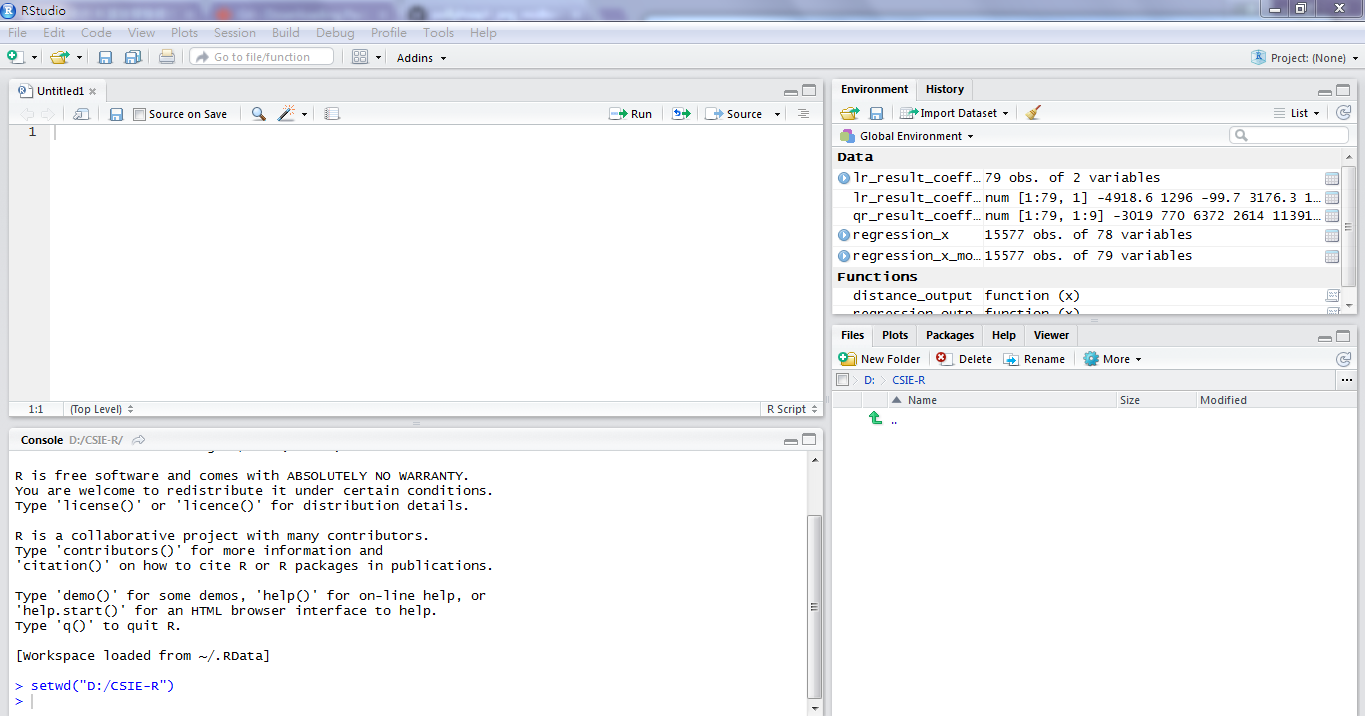 RStudio
File Edit Code View Plots Session Build Debug Profile Tools Help
Go to file/function Addins Project: (None)
Untitled1
Source on Save Run Source
1
1:1 (Top Level) R Script
Console D:/CSIE-R/
R is free software and comes with ABSOLUTELY NO WARRANTY.
You are welcome to redistribute it under certain conditions.
Type 'license()' or 'licence()' for distribution details.
R is a collaborative project with many contributors.
Type 'contributors()' for more information and
'citation()' on how to cite R or R packages in publications.
Type 'demo()' for some demos, 'help()' for on-line help, or
'help.start()' for an HTML browser interface to help.
Type 'q()' to quit R.
[Workspace loaded from ~/.RData]
> setwd("D:/CSIE-R")
>
Environment History
Import Dataset List
Global Environment
Data
lr_result_coeff… 79 obs. of 2 variables
lr_result_coeff… num [1:79, 1] -4918.6 1296 -99.7 3176.3 1…
qr_result_coeff… num [1:79, 1:9] -3019 770 6372 2614 11391…
regression_x 15577 obs. of 78 variables
regression_x_mo… 15577 obs. of 79 variables
Functions
distance_output function (x)
regression_outp function (x)
Files Plots Packages Help Viewer
New Folder Delete Rename More
D: CSIE-R ...
Name Size Modified
..